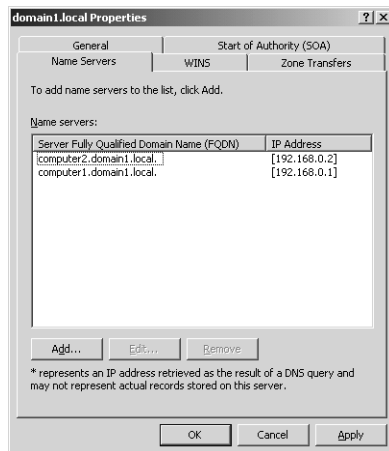 domain1.local Properties
General
Start of Authority (SOA)
Name Servers
WINS
Zone Transfers
To add name servers to the list, click Add.
Name servers:
Server Fully Qualified Domain Name (FQDN)
IP Address
computer2.domain1.local.
[192.168.0.2]
computer1.domain1.local.
[192.168.0.1]
Add...
Edit...
Remove
* represents an IP address retrieved as the result of a DNS query and
may not represent actual records stored on this server.
OK
Cancel
Apply